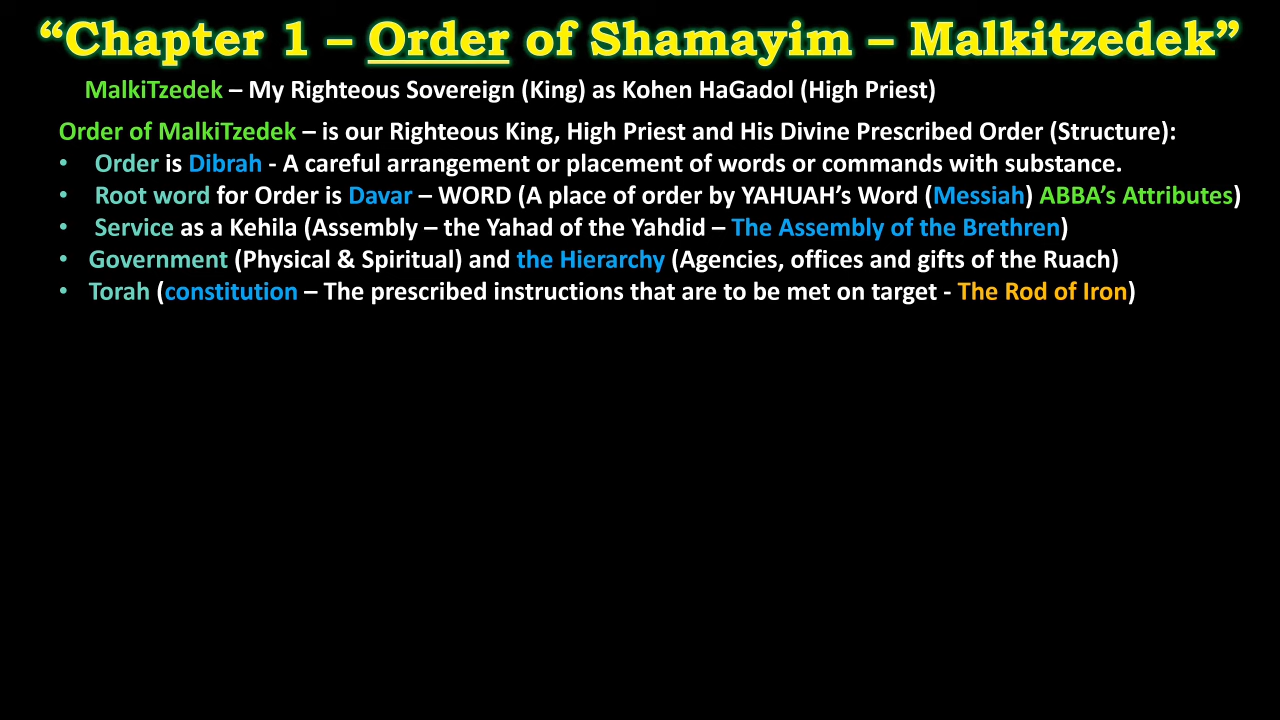 “Chapter 1 – Order of Shamayim – Malkitzedek”
MalkiTzedek – My Righteous Sovereign (King) as Kohen HaGadol (High Priest)
Order of MalkiTzedek – is our Righteous King, High Priest and His Divine Prescribed Order (Structure):
• Order is Dibrah - A careful arrangement or placement of words or commands with substance.
• Root word for Order is Davar – WORD (A place of order by YAHUAH’s Word (Messiah) ABBA’s Attributes)
• Service as a Kehila (Assembly – the Yahad of the Yahdid – The Assembly of the Brethren)
• Government (Physical & Spiritual) and the Hierarchy (Agencies, offices and gifts of the Ruach)
• Torah (constitution – The prescribed instructions that are to be met on target - The Rod of Iron)